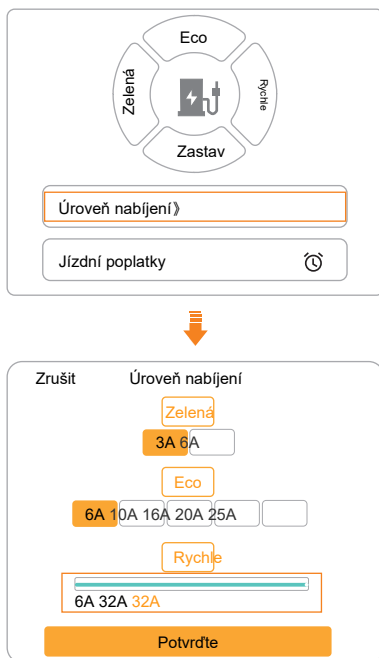 Eco
Zelená
Rychle
Zastav
Úroveň nabíjení》
Jízdní poplatky
Zrušit Úroveň nabíjení
Zelená
3A 6A
Eco
6A 10A 16A 20A 25A
Rychle
6A 32A 32A
Potvrďte